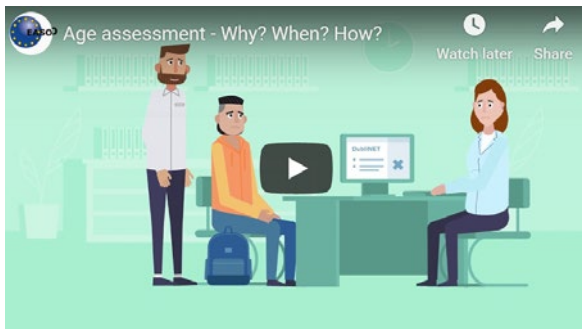 EASO
Age assessment - Why? When? How?
Watch later
Share
DubliNET